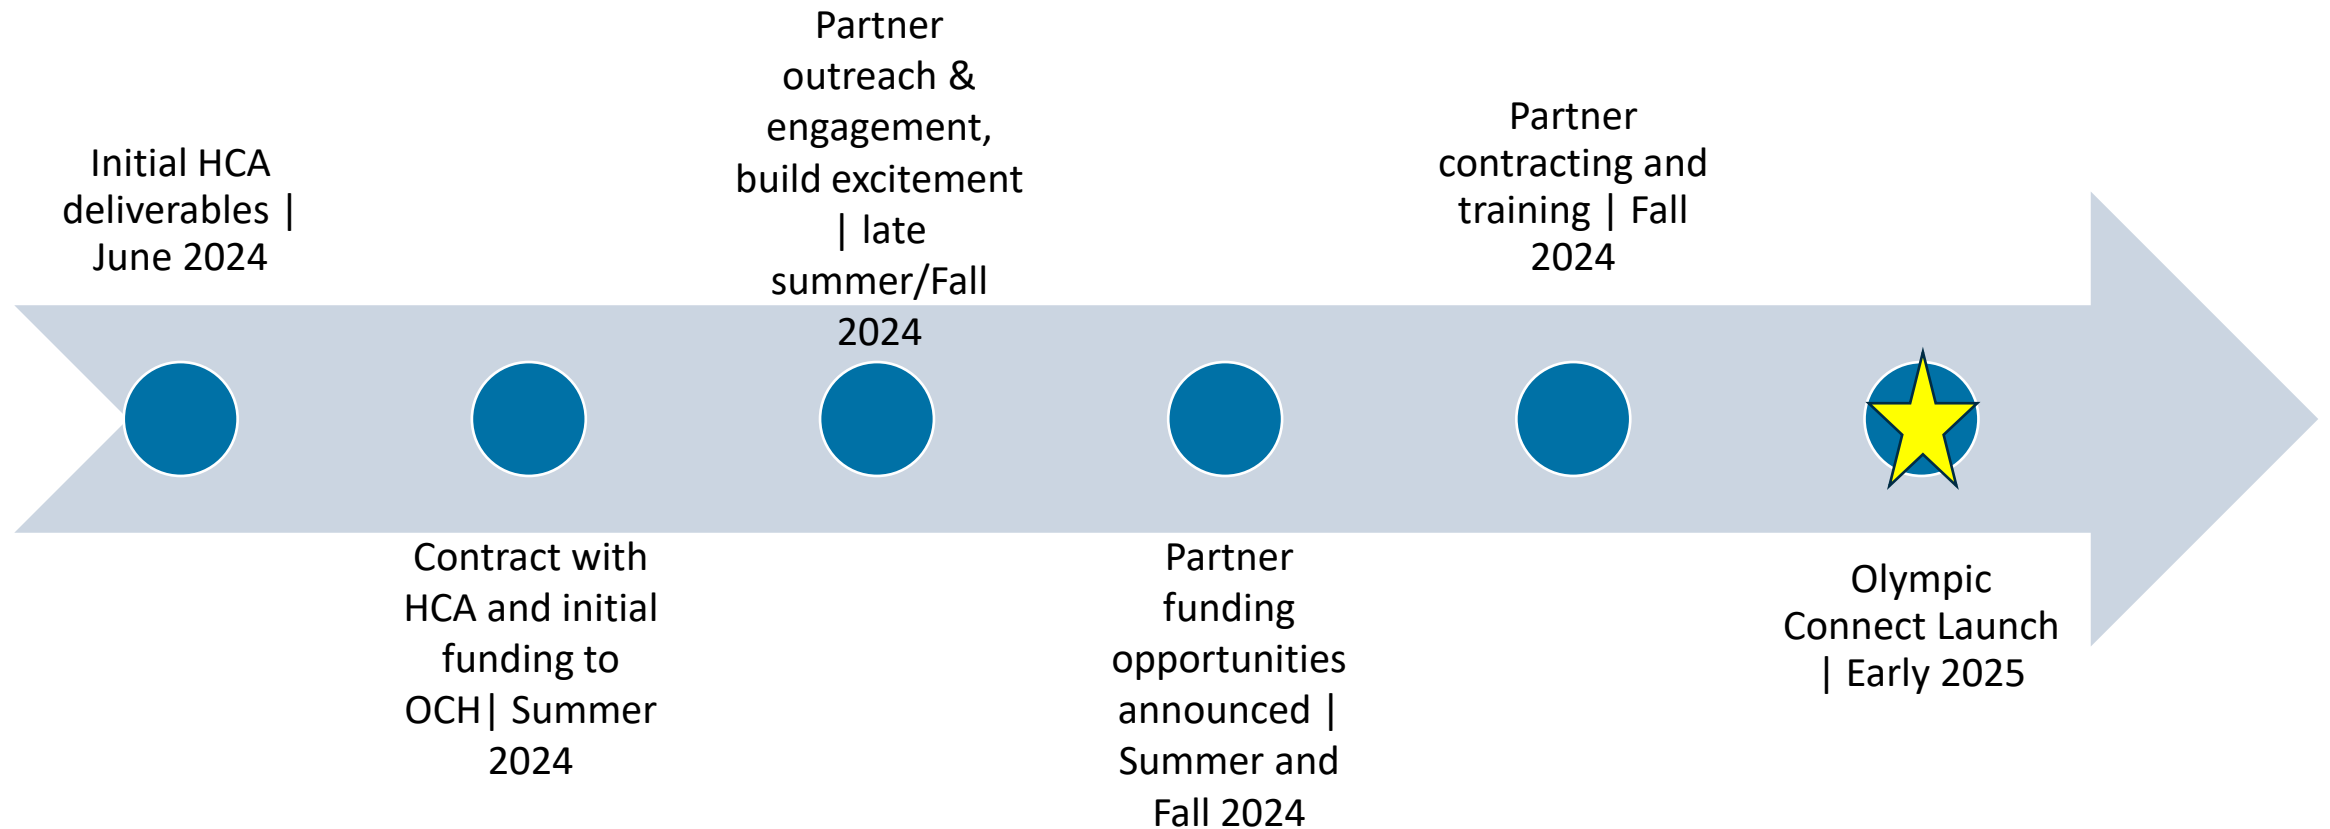 Initial HCA
deliverables |
June 2024
Contract with
HCA and initial
funding to
OCH| Summer
2024
Partner
outreach &
engagement,
build excitement
| late
summer/Fall
2024
Partner
funding
opportunities
announced |
Summer and
Fall 2024
Partner
contracting and
training | Fall
2024
Olympic
Connect Launch
| Early 2025